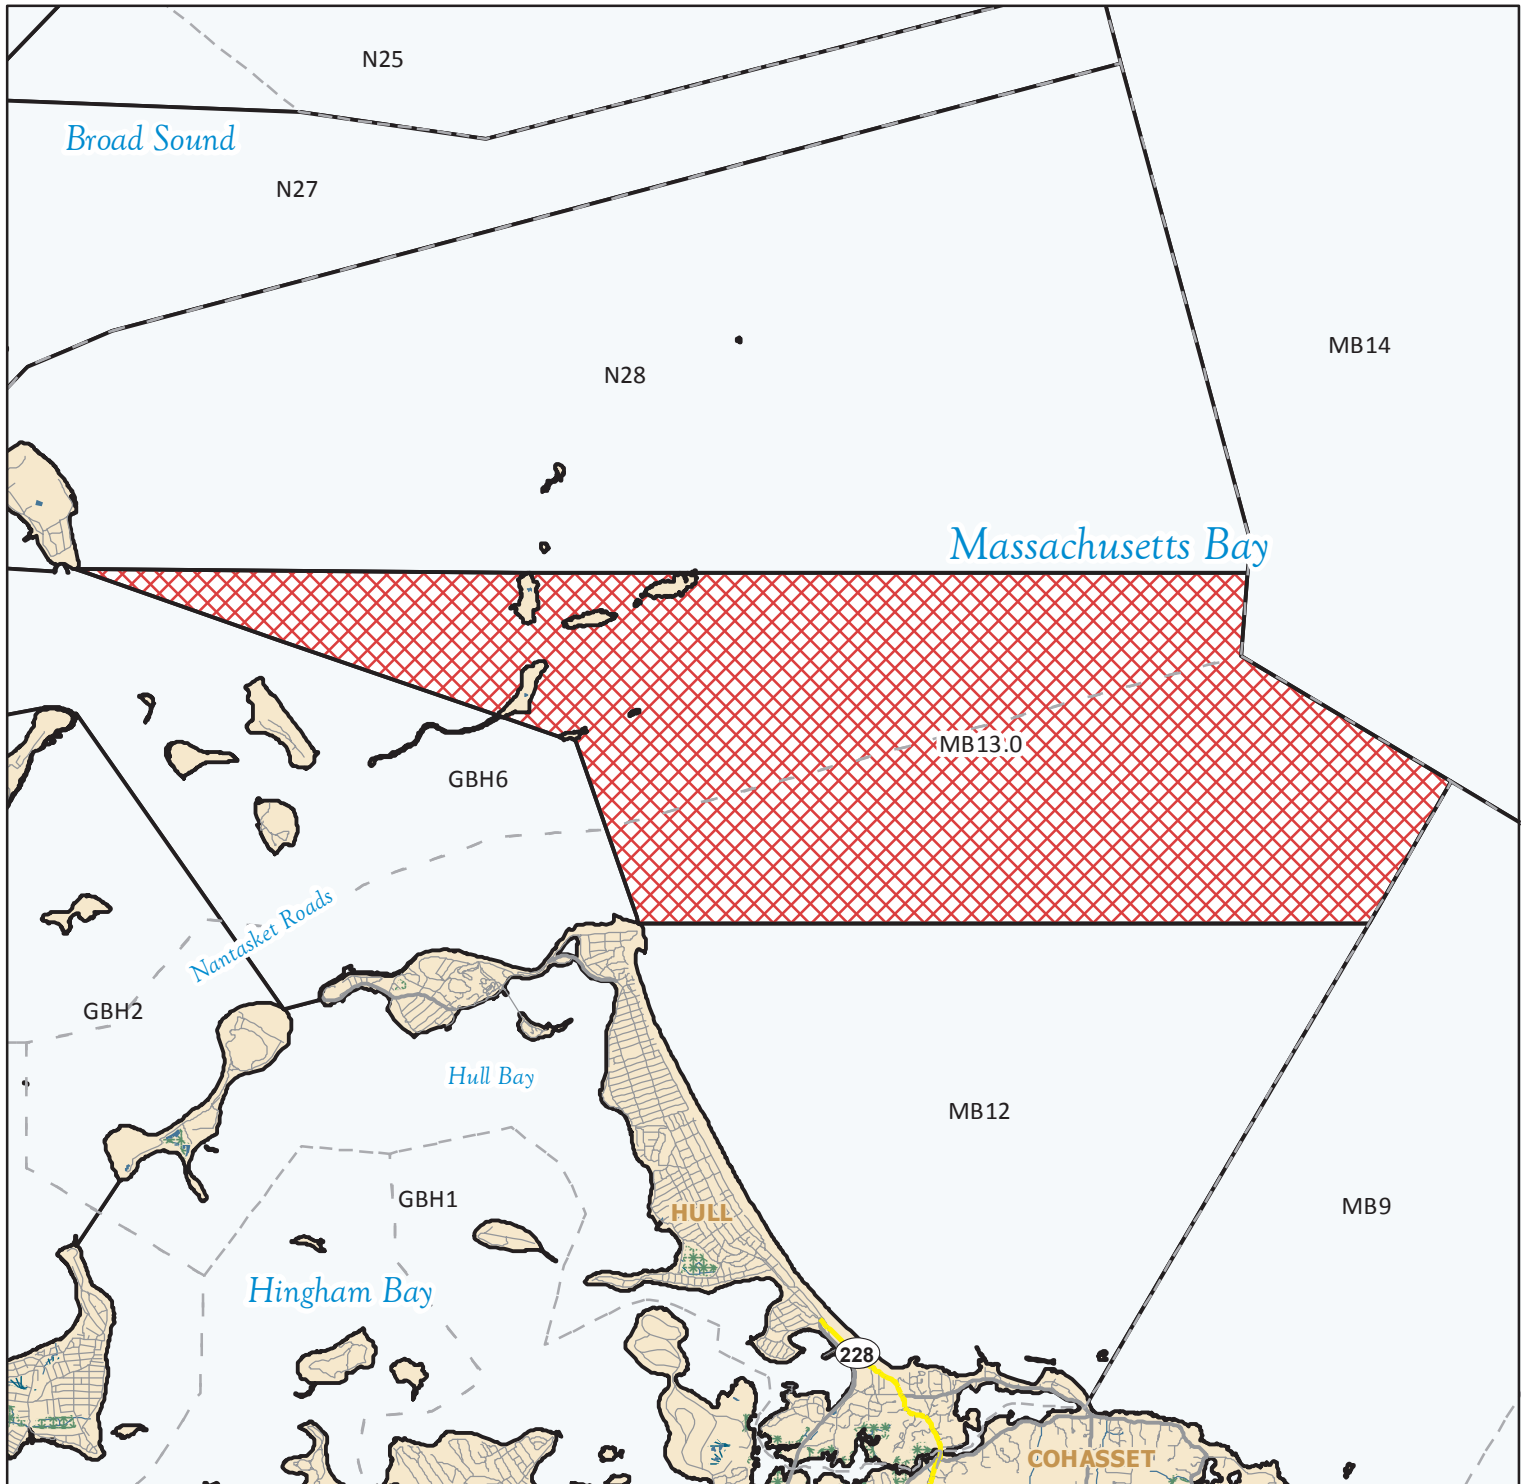 N25
Broad Sound
N27
MB14
N28
Massachusetts Bay
MB13.0
GBH6
Nantasket Roads
GBH2
Hull Bay
MB12
GBH1
MB9
HULL
Hingham Bay
228
COHASSET